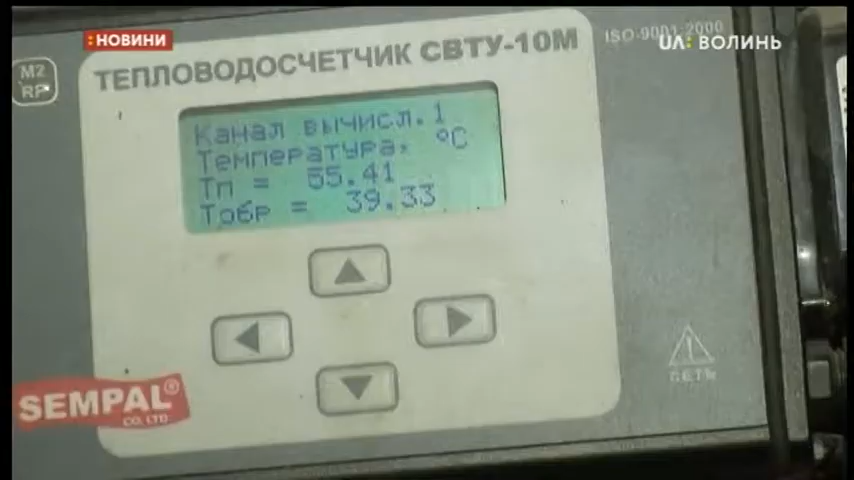 :НОВИНИ
UA: ВОЛИНЬ
ISO-9001:2000
M2
RP
ТЕПЛОВОДОСЧЕТЧИК СВТУ-10М
Канал вычисл.1
Температура, °C
Тп = 55.41
Тобр = 39.33
SEMPAL®
CO. LTD
СЕТЬ